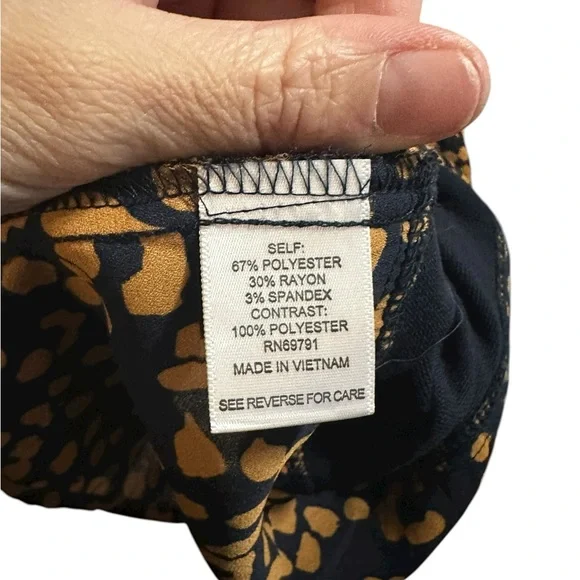 SELF:
67% POLYESTER
30% RAYON
3% SPANDEX
CONTRAST:
100% POLYESTER
RN69791
MADE IN VIETNAM
SEE REVERSE FOR CARE